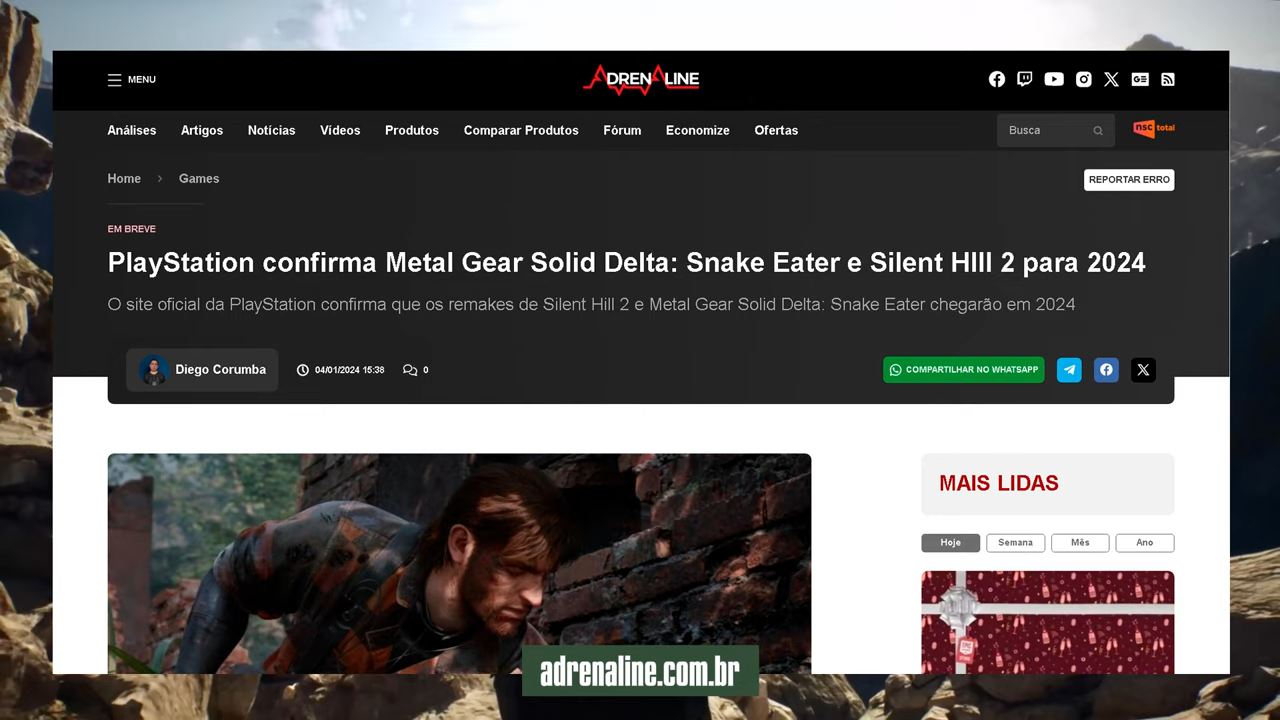 MENU
ADRENALINE
Análises Artigos Notícias Vídeos Produtos Comparar Produtos Fórum Economize Ofertas
Busca
nsc total
Home > Games
REPORTAR ERRO
EM BREVE
PlayStation confirma Metal Gear Solid Delta: Snake Eater e Silent HIll 2 para 2024
O site oficial da PlayStation confirma que os remakes de Silent Hill 2 e Metal Gear Solid Delta: Snake Eater chegarão em 2024
Diego Corumba 04/01/2024 15:38 0
COMPARTILHAR NO WHATSAPP
MAIS LIDAS
Hoje Semana Mês Ano
adrenaline.com.br